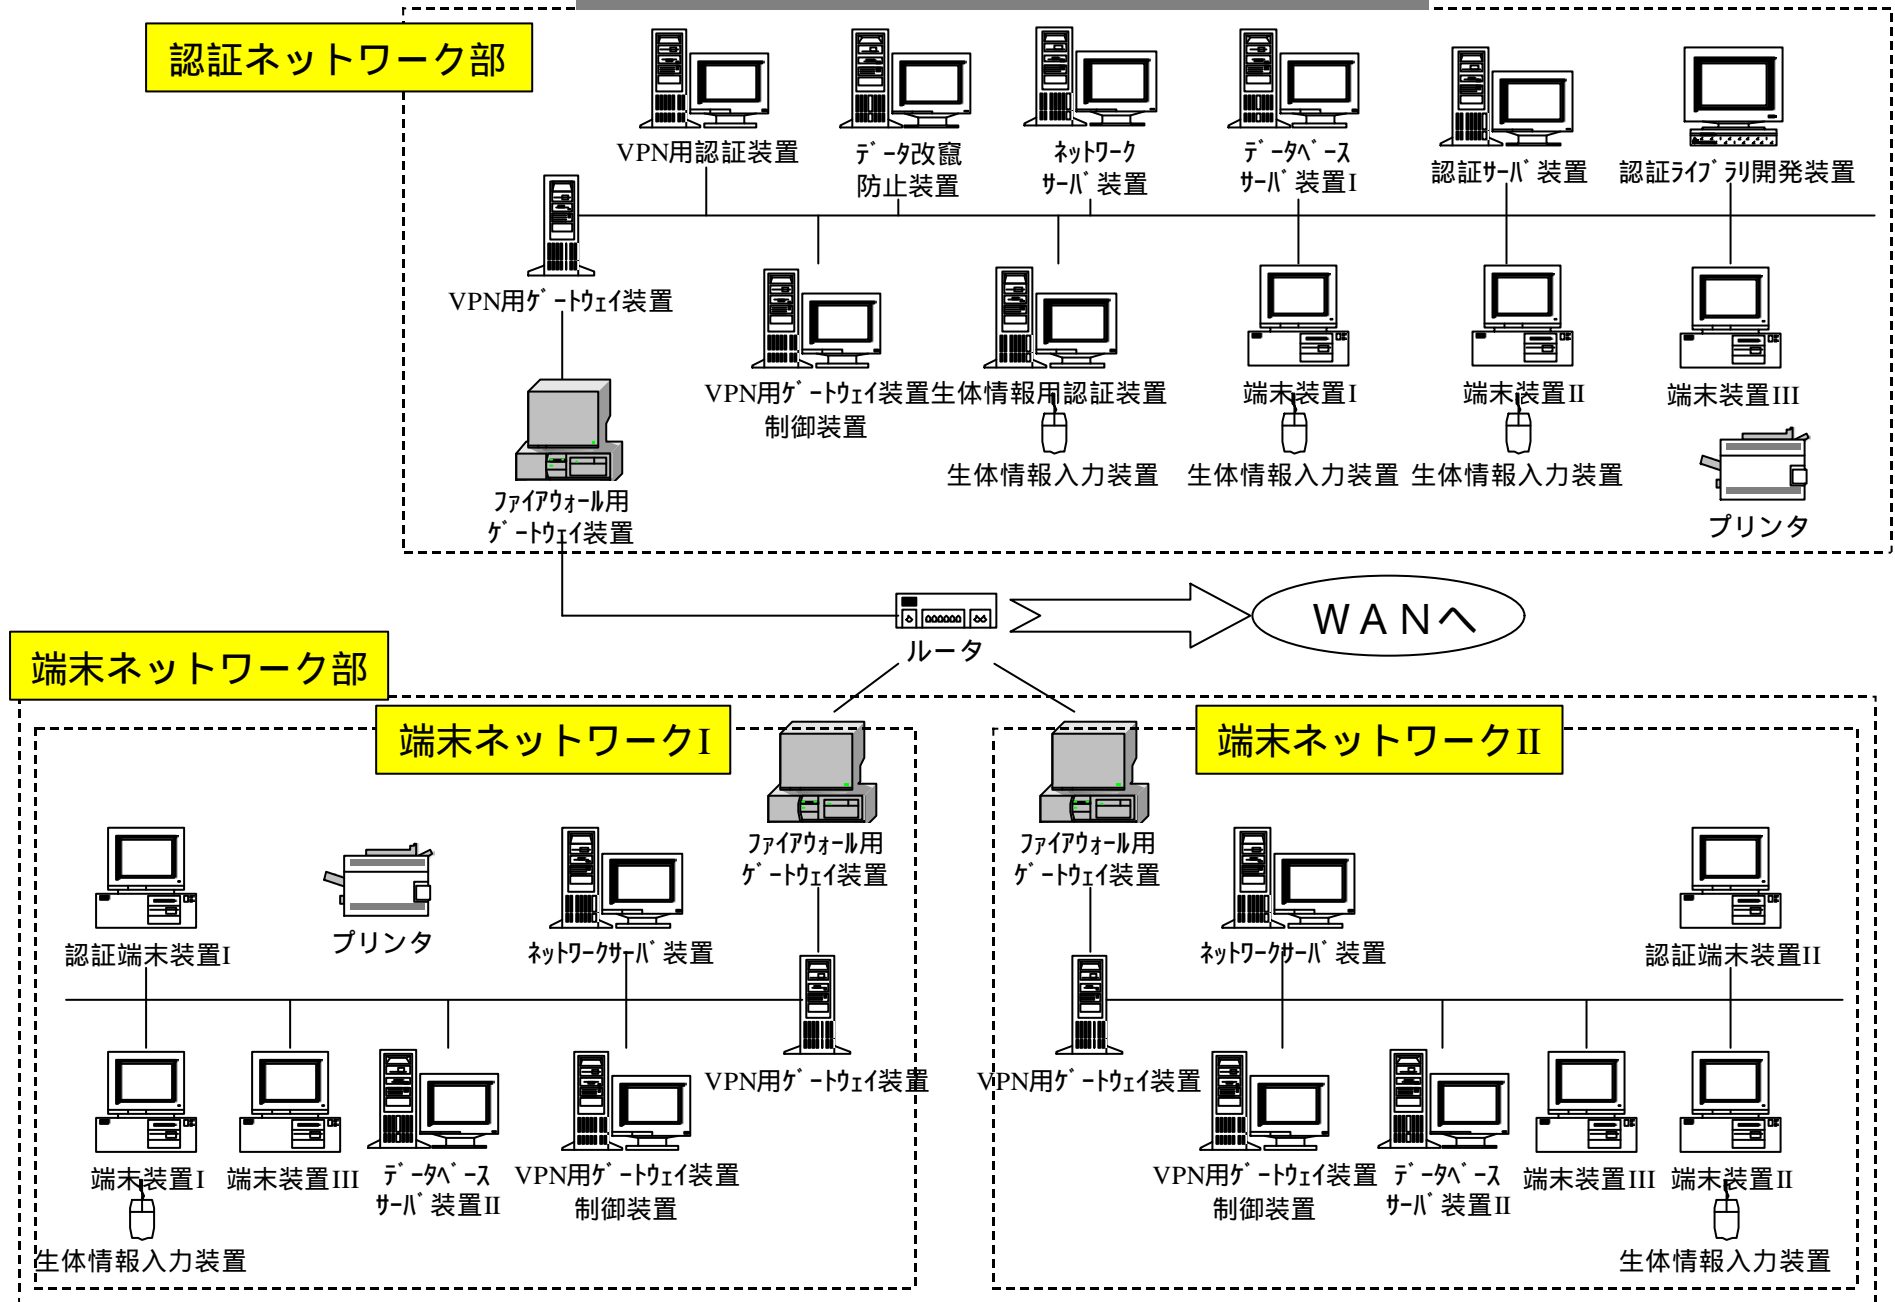 認証ネットワーク部
VPN用認証装置
ﾃﾞｰﾀ改竄
防止装置
ﾈｯﾄﾜｰｸ
ｻｰﾊﾞ装置
ﾃﾞｰﾀﾍﾞｰｽ
ｻｰﾊﾞ装置I
認証ｻｰﾊﾞ装置
認証ﾗｲﾌﾞﾗﾘ開発装置
VPN用ｹﾞｰﾄｳｪｲ装置
VPN用ｹﾞｰﾄｳｪｲ装置
制御装置
生体情報用認証装置
端末装置I
端末装置II
端末装置III
生体情報入力装置
生体情報入力装置
生体情報入力装置
プリンタ
ﾌｧｲｱｳｫｰﾙ用
ｹﾞｰﾄｳｪｲ装置
ルータ
ＷＡＮへ
端末ネットワーク部
端末ネットワークI
ﾌｧｲｱｳｫｰﾙ用
ｹﾞｰﾄｳｪｲ装置
認証端末装置I
プリンタ
ﾈｯﾄﾜｰｸｻｰﾊﾞ装置
VPN用ｹﾞｰﾄｳｪｲ装置
端末装置I
端末装置III
ﾃﾞｰﾀﾍﾞｰｽ
ｻｰﾊﾞ装置II
VPN用ｹﾞｰﾄｳｪｲ装置
制御装置
生体情報入力装置
端末ネットワークII
ﾌｧｲｱｳｫｰﾙ用
ｹﾞｰﾄｳｪｲ装置
ﾈｯﾄﾜｰｸｻｰﾊﾞ装置
認証端末装置II
VPN用ｹﾞｰﾄｳｪｲ装置
VPN用ｹﾞｰﾄｳｪｲ装置
制御装置
ﾃﾞｰﾀﾍﾞｰｽ
ｻｰﾊﾞ装置II
端末装置III
端末装置II
生体情報入力装置